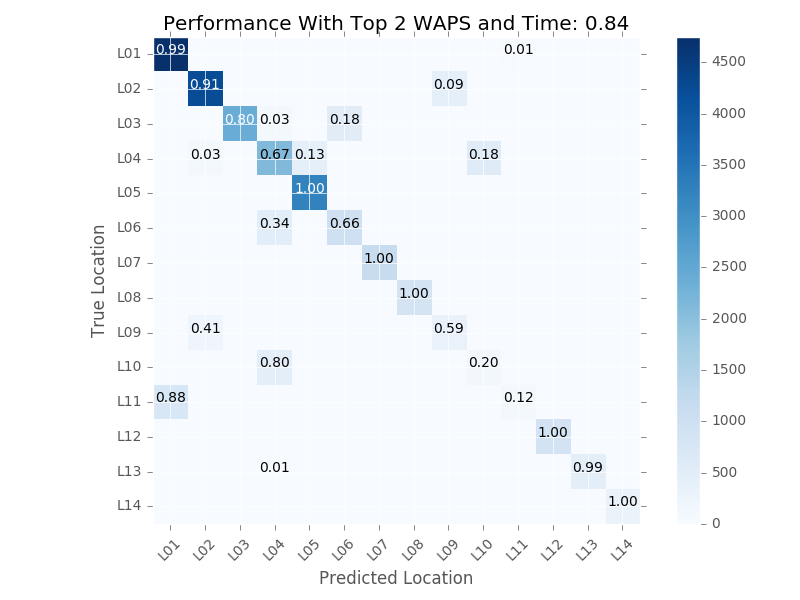 Performance With Top 2 WAPS and Time: 0.84
L01 0.99 0.01
L02 0.91 0.09
L03 0.80 0.03 0.18
L04 0.03 0.67 0.13 0.18
L05 1.00
L06 0.34 0.66
L07 1.00
L08 1.00
L09 0.41 0.59
L10 0.80 0.20
L11 0.88 0.12
L12 1.00
L13 0.01 0.99
L14 1.00
True Location
L01 L02 L03 L04 L05 L06 L07 L08 L09 L10 L11 L12 L13 L14
Predicted Location
4500
4000
3500
3000
2500
2000
1500
1000
500
0